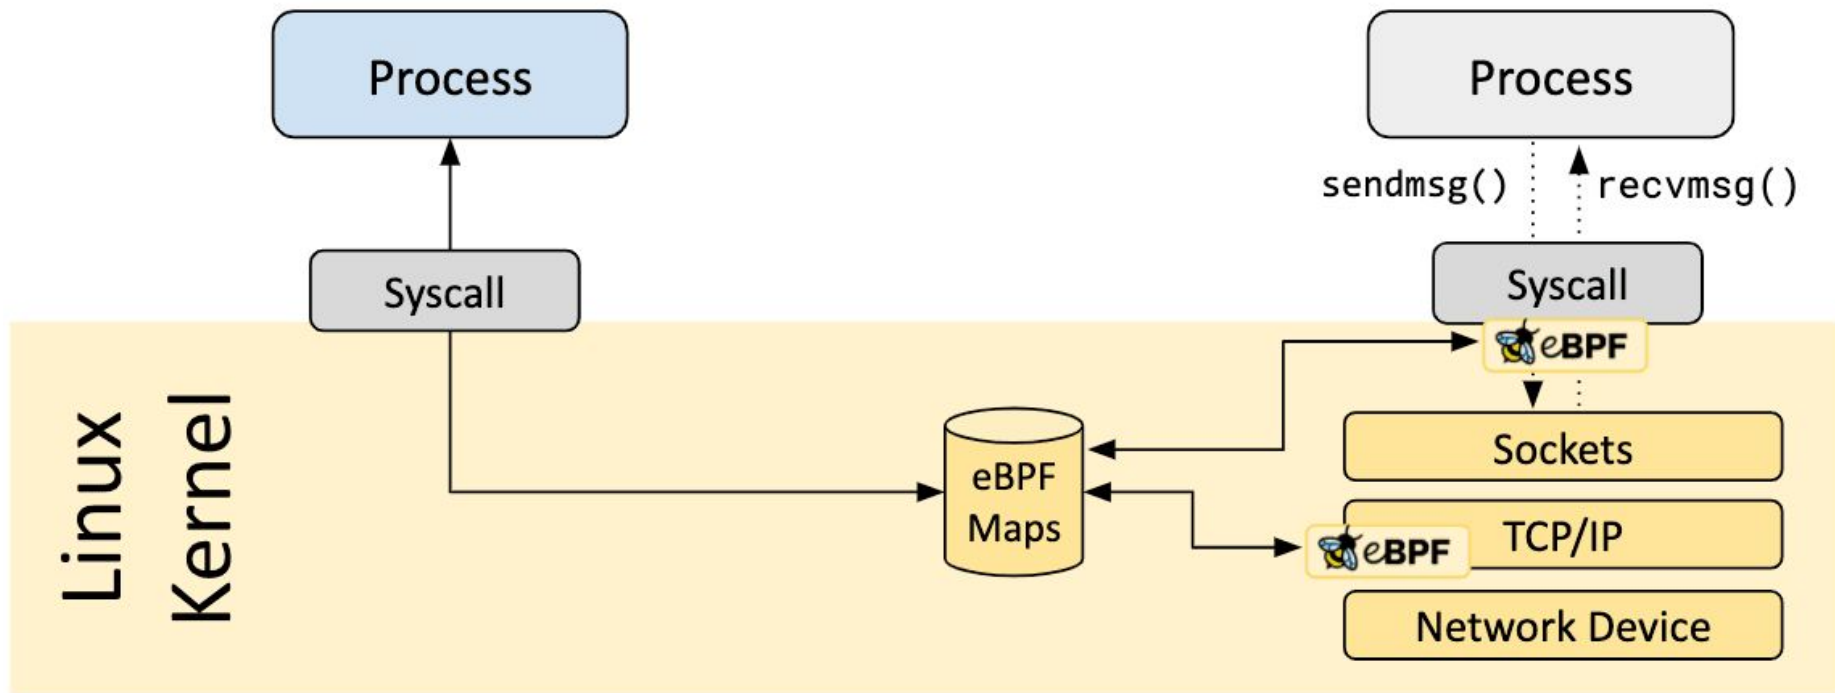 Process
Process
sendmsg()
recvmsg()
Syscall
Syscall
eBPF
Linux
Kernel
eBPF
Maps
Sockets
eBPF
TCP/IP
Network Device